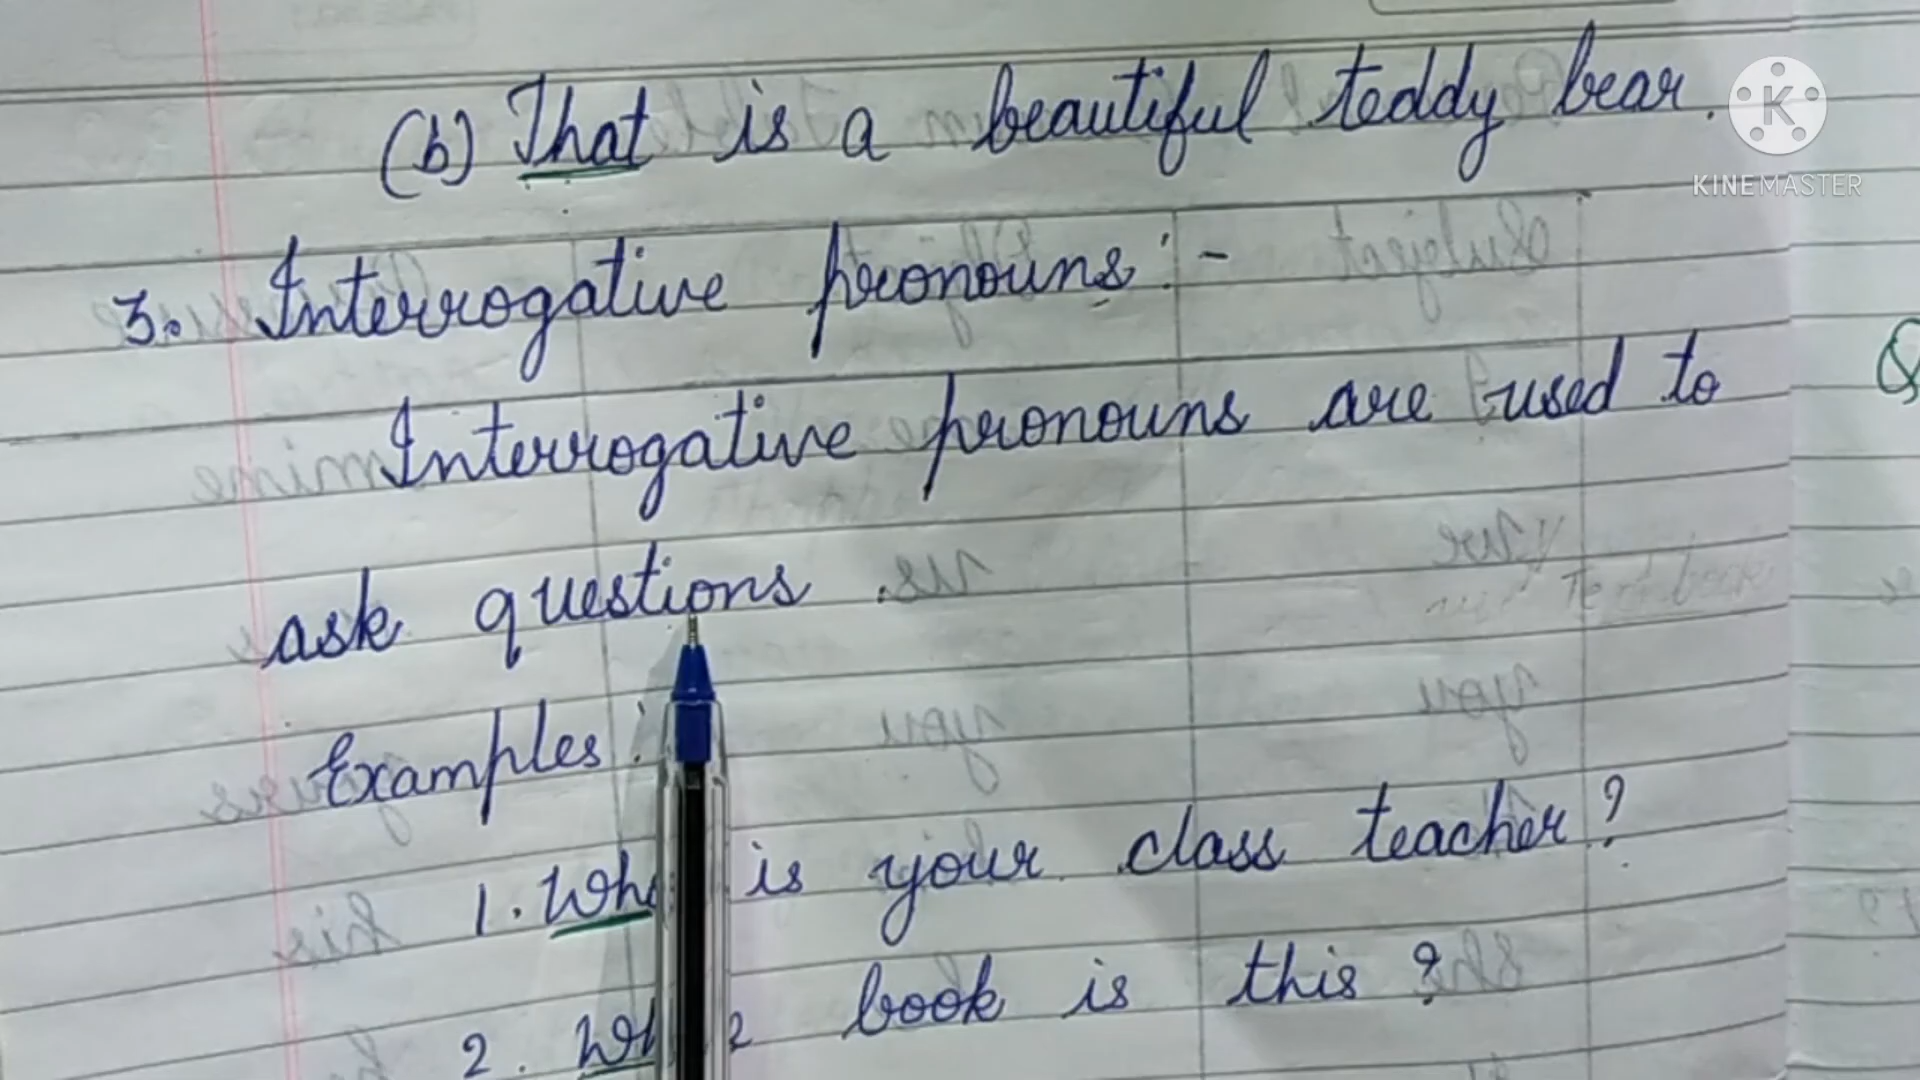 (b) That is a beautiful teddy bear.
KINEMASTER
3. Interrogative pronouns :-
Interrogative pronouns are used to
ask questions.
Examples :
1. is your class teacher?
2. book is this?